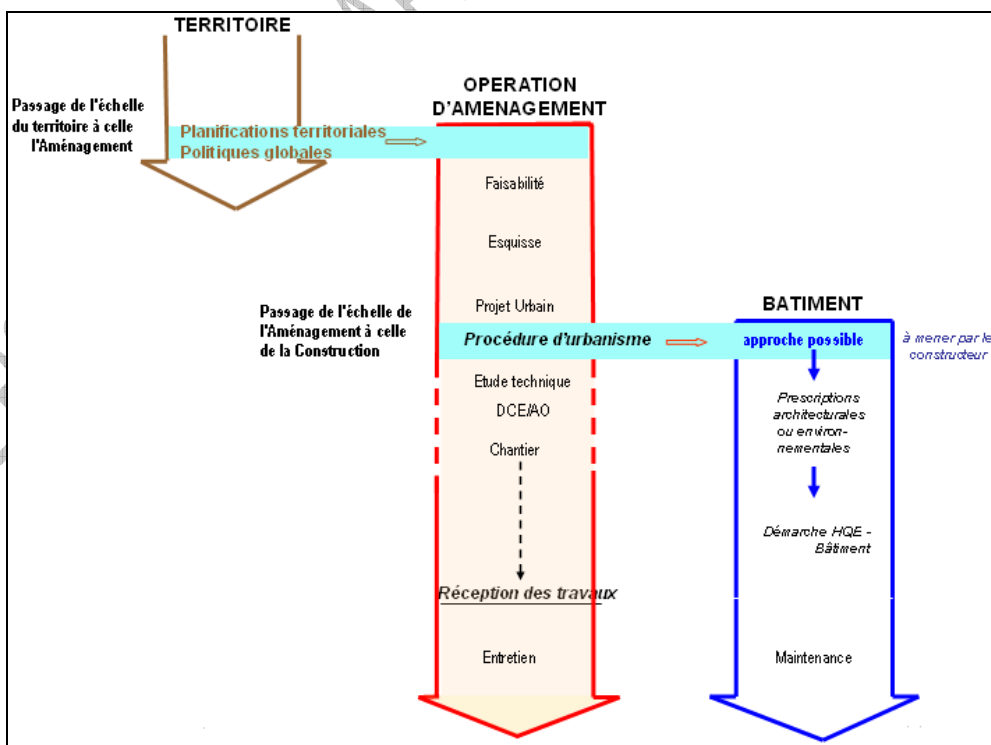 TERRITOIRE
Passage de l'échelle
du territoire à celle
l'Aménagement
Planifications territoriales
Politiques globales
OPERATION
D'AMENAGEMENT
Faisabilité
Esquisse
Projet Urbain
Passage de l'échelle de
l'Aménagement à celle
de la Construction
Procédure d'urbanisme
BATIMENT
approche possible
à mener par le
constructeur
Etude technique
DCE/AO
Chantier
Prescriptions
architecturales
ou environ-
nementales
Démarche HQE -
Bâtiment
Réception des travaux
Entretien
Maintenance